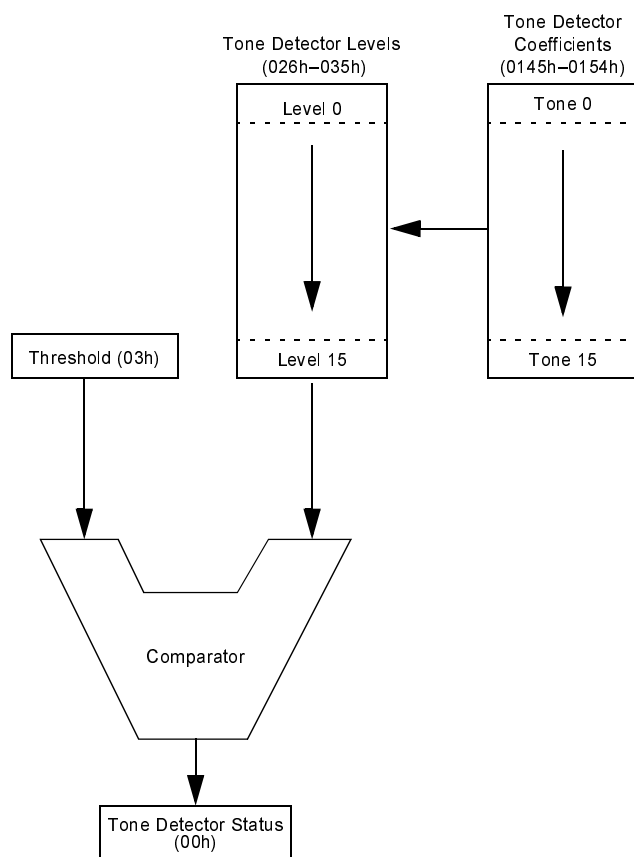 Tone Detector Levels
(026h–035h)
Tone Detector
Coefficients
(0145h–0154h)
Level 0
Tone 0
Threshold (03h)
Level 15
Tone 15
Comparator
Tone Detector Status
(00h)